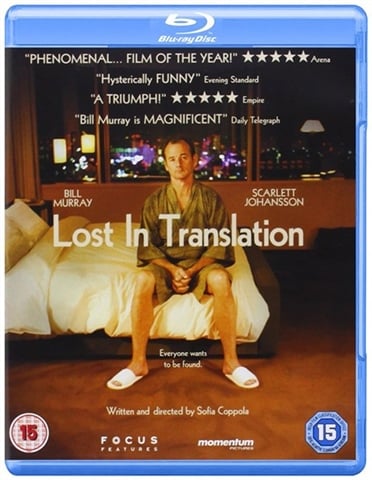 Blu-ray Disc
"PHENOMENAL... FILM OF THE YEAR!" ★★★★★ Arena
"Hysterically FUNNY" Evening Standard
"A TRIUMPH!" ★★★★★ Empire
"Bill Murray is MAGNIFICENT" Daily Telegraph
BILL MURRAY
SCARLETT JOHANSSON
Lost In Translation
Everyone wants
to be found.
Written and directed by Sofia Coppola
15
FOCUS
FEATURES
momentum
PICTURES
15